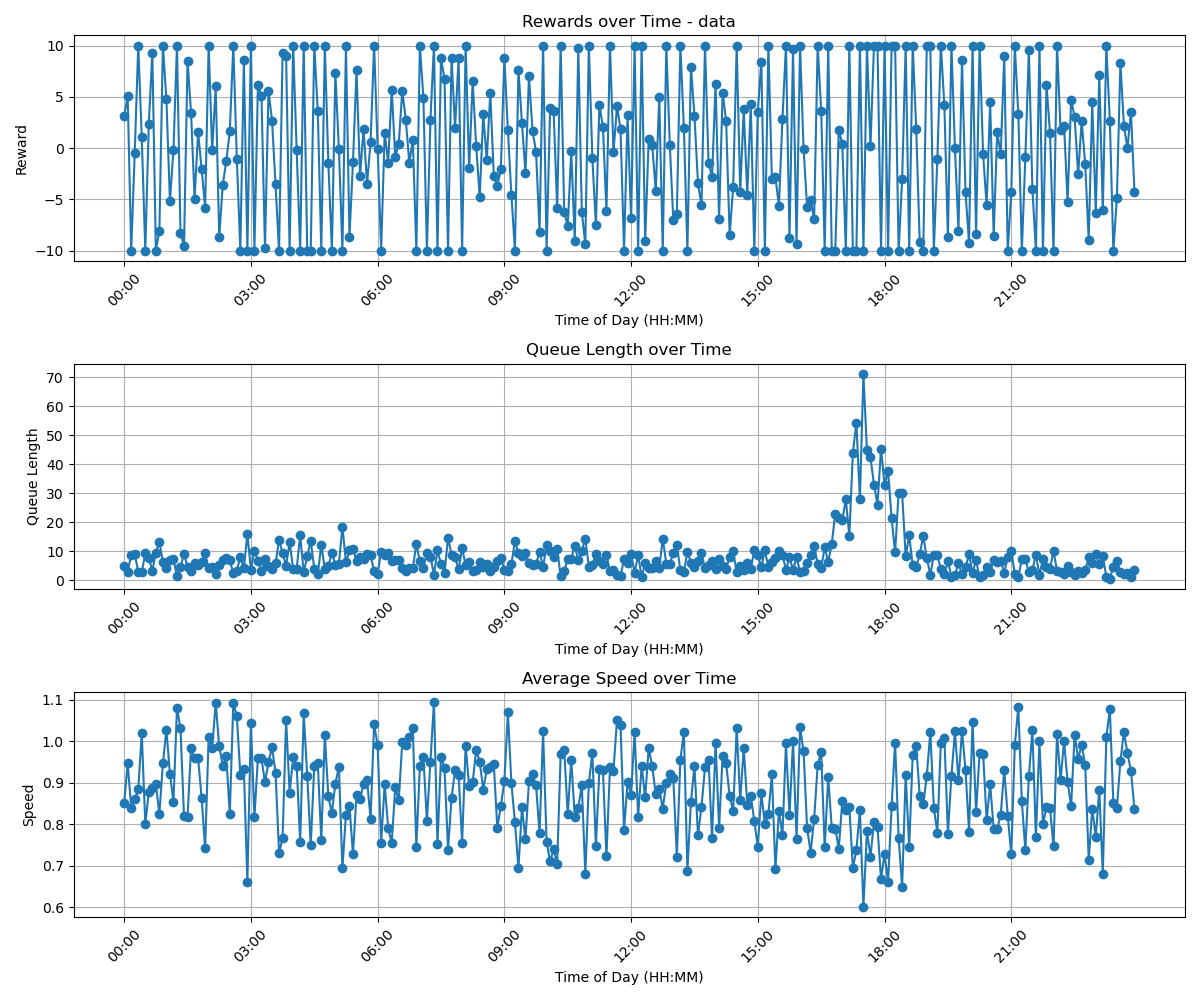 Rewards over Time - data
Reward
10
5
0
−5
−10
00:00 03:00 06:00 09:00 12:00 15:00 18:00 21:00
Time of Day (HH:MM)
Queue Length over Time
Queue Length
70
60
50
40
30
20
10
0
00:00 03:00 06:00 09:00 12:00 15:00 18:00 21:00
Time of Day (HH:MM)
Average Speed over Time
Speed
1.1
1.0
0.9
0.8
0.7
0.6
00:00 03:00 06:00 09:00 12:00 15:00 18:00 21:00
Time of Day (HH:MM)